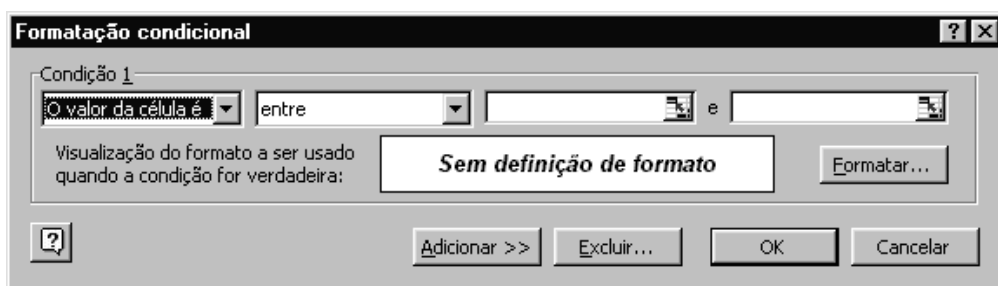 Formatação condicional
Condição 1
O valor da célula é entre e
Visualização do formato a ser usado
quando a condição for verdadeira:
Sem definição de formato
Formatar...
Adicionar >> Excluir... OK Cancelar